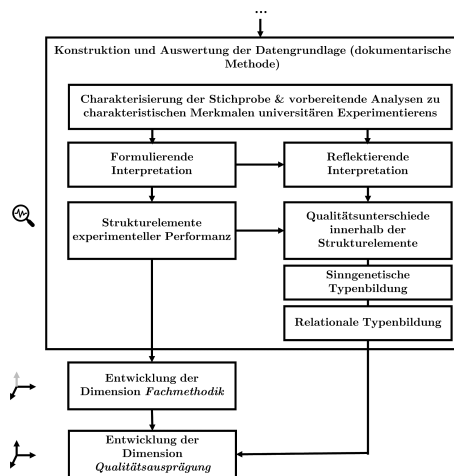 ...
Konstruktion und Auswertung der Datengrundlage (dokumentarische
Methode)
Charakterisierung der Stichprobe & vorbereitende Analysen zu
charakteristischen Merkmalen universitären Experimentierens
Formulierende
Interpretation
Reflektierende
Interpretation
Strukturelemente
experimenteller Performanz
Qualitätsunterschiede
innerhalb der
Strukturelemente
Sinngenetische
Typenbildung
Relationale Typenbildung
Entwicklung der
Dimension Fachmethodik
Entwicklung der
Dimension
Qualitätsausprägung